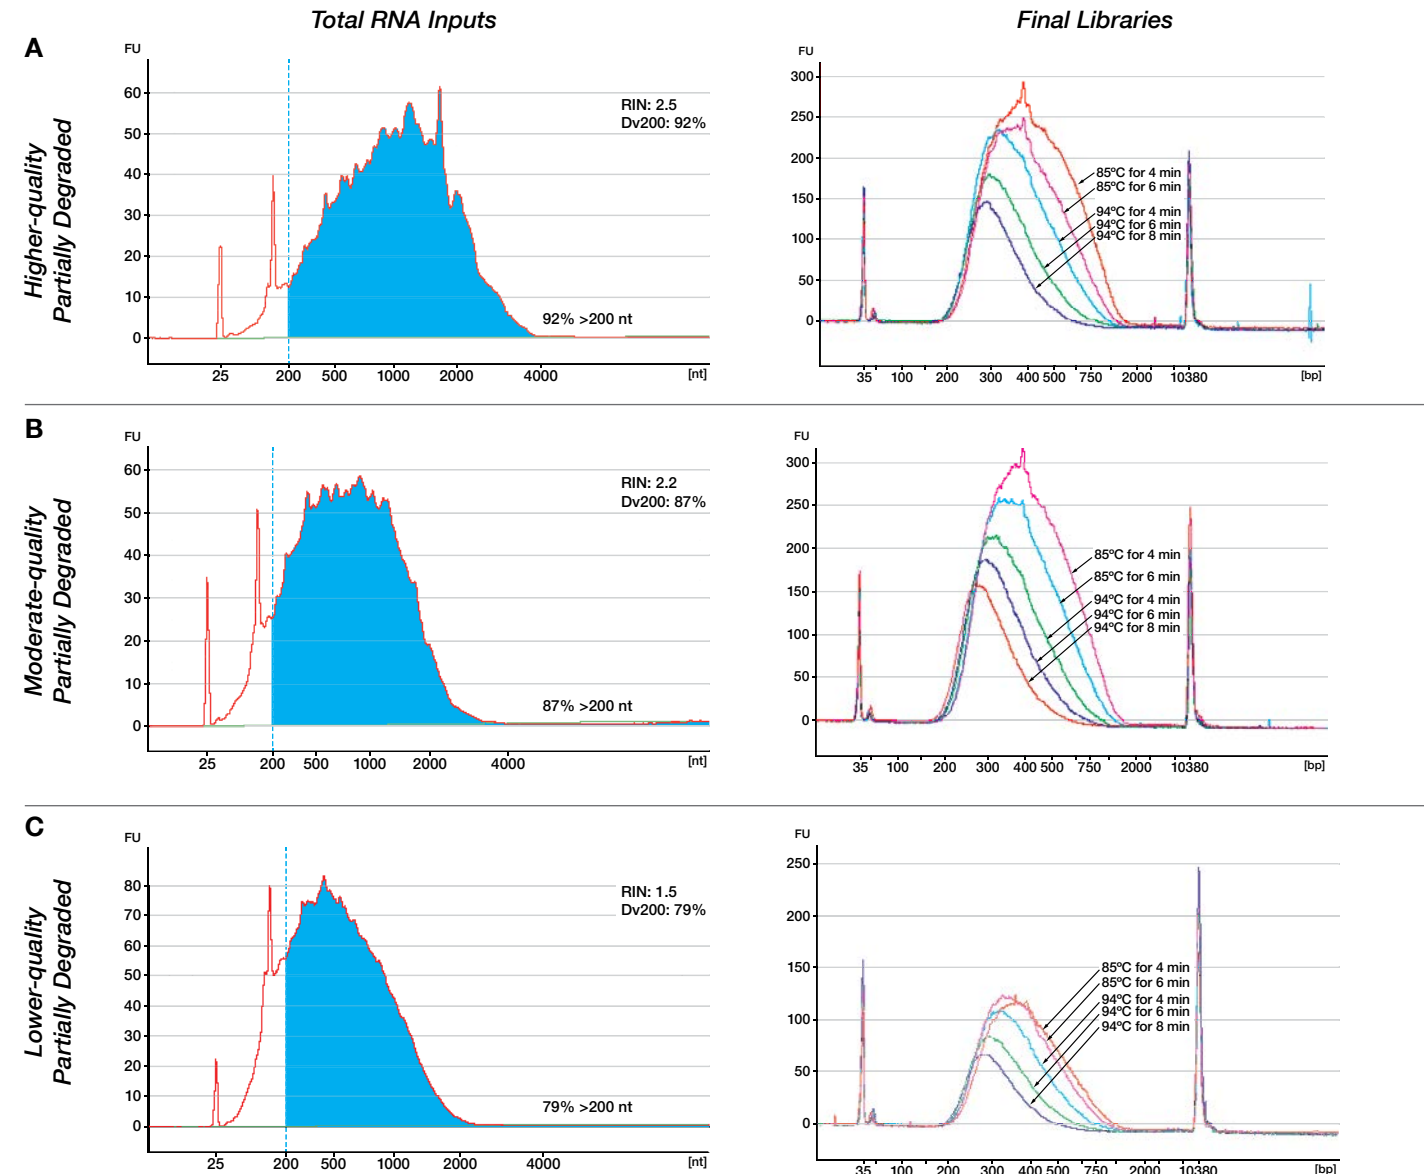 Total RNA Inputs
Final Libraries
A
Higher-quality
Partially Degraded
FU
60
50
40
30
20
10
0
RIN: 2.5
Dv200: 92%
92% >200 nt
25 200 500 1000 2000 4000 [nt]
FU
300
250
200
150
100
50
0
85ºC for 4 min
85ºC for 6 min
94ºC for 4 min
94ºC for 6 min
94ºC for 8 min
35 100 200 300 400 500 750 2000 10380 [bp]
B
Moderate-quality
Partially Degraded
FU
60
50
40
30
20
10
0
RIN: 2.2
Dv200: 87%
87% >200 nt
25 200 500 1000 2000 4000 [nt]
FU
300
250
200
150
100
50
0
85ºC for 4 min
85ºC for 6 min
94ºC for 4 min
94ºC for 6 min
94ºC for 8 min
35 100 200 300 400 500 750 2000 10380 [bp]
C
Lower-quality
Partially Degraded
FU
80
70
60
50
40
30
20
10
0
RIN: 1.5
Dv200: 79%
79% >200 nt
25 200 500 1000 2000 4000 [nt]
FU
250
200
150
100
50
0
85ºC for 4 min
85ºC for 6 min
94ºC for 4 min
94ºC for 6 min
94ºC for 8 min
35 100 200 300 400 500 750 2000 10380 [bp]